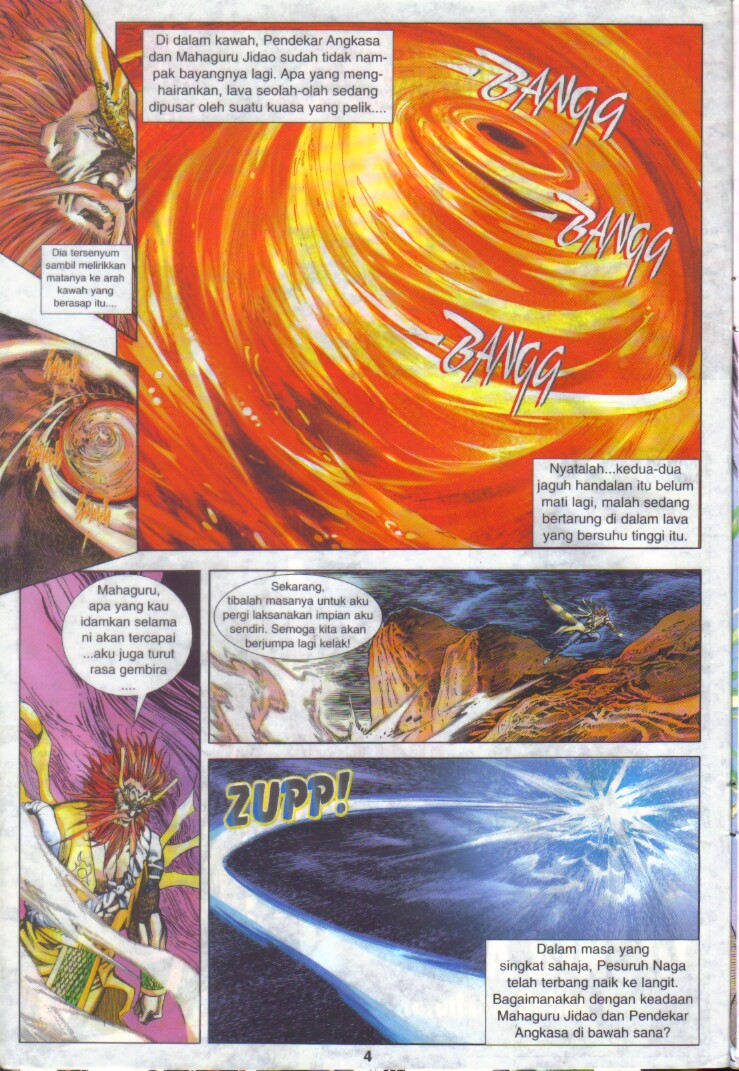 Di dalam kawah, Pendekar Angkasa
dan Mahaguru Jidao sudah tidak nam-
pak bayangnya lagi. Apa yang meng-
hairankan, lava seolah-olah sedang
dipusar oleh suatu kuasa yang pelik....
BANGG
BANGG
BANGG
Dia tersenyum
sambil melirikkan
matanya ke arah
kawah yang
berasap itu....
Nyatalah...kedua-dua
jaguh handalan itu belum
mati lagi, malah sedang
bertarung di dalam lava
yang bersuhu tinggi itu.
Mahaguru,
apa yang kau
idamkan selama
ni akan tercapai
...aku juga turut
rasa gembira
....
Sekarang,
tibalah masanya untuk aku
pergi laksanakan impian aku
sendiri. Semoga kita akan
berjumpa lagi kelak!
ZUPP!
Dalam masa yang
singkat sahaja, Pesuruh Naga
telah terbang naik ke langit.
Bagaimanakah dengan keadaan
Mahaguru Jidao dan Pendekar
Angkasa di bawah sana?
4